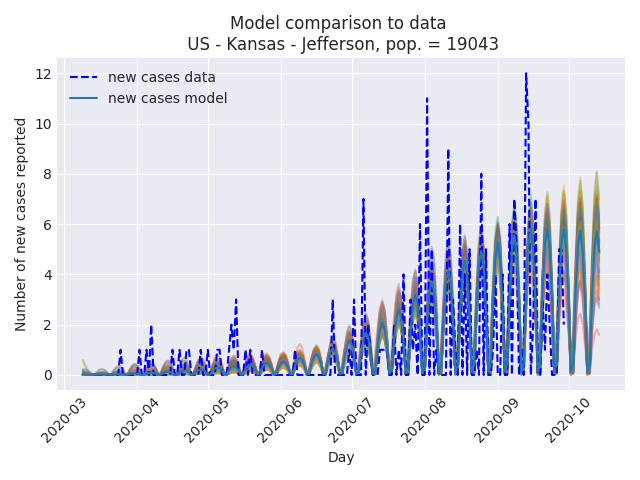 Model comparison to data
US - Kansas - Jefferson, pop. = 19043
new cases data
new cases model
Number of new cases reported
12
10
8
6
4
2
0
2020-03
2020-04
2020-05
2020-06
2020-07
2020-08
2020-09
2020-10
Day